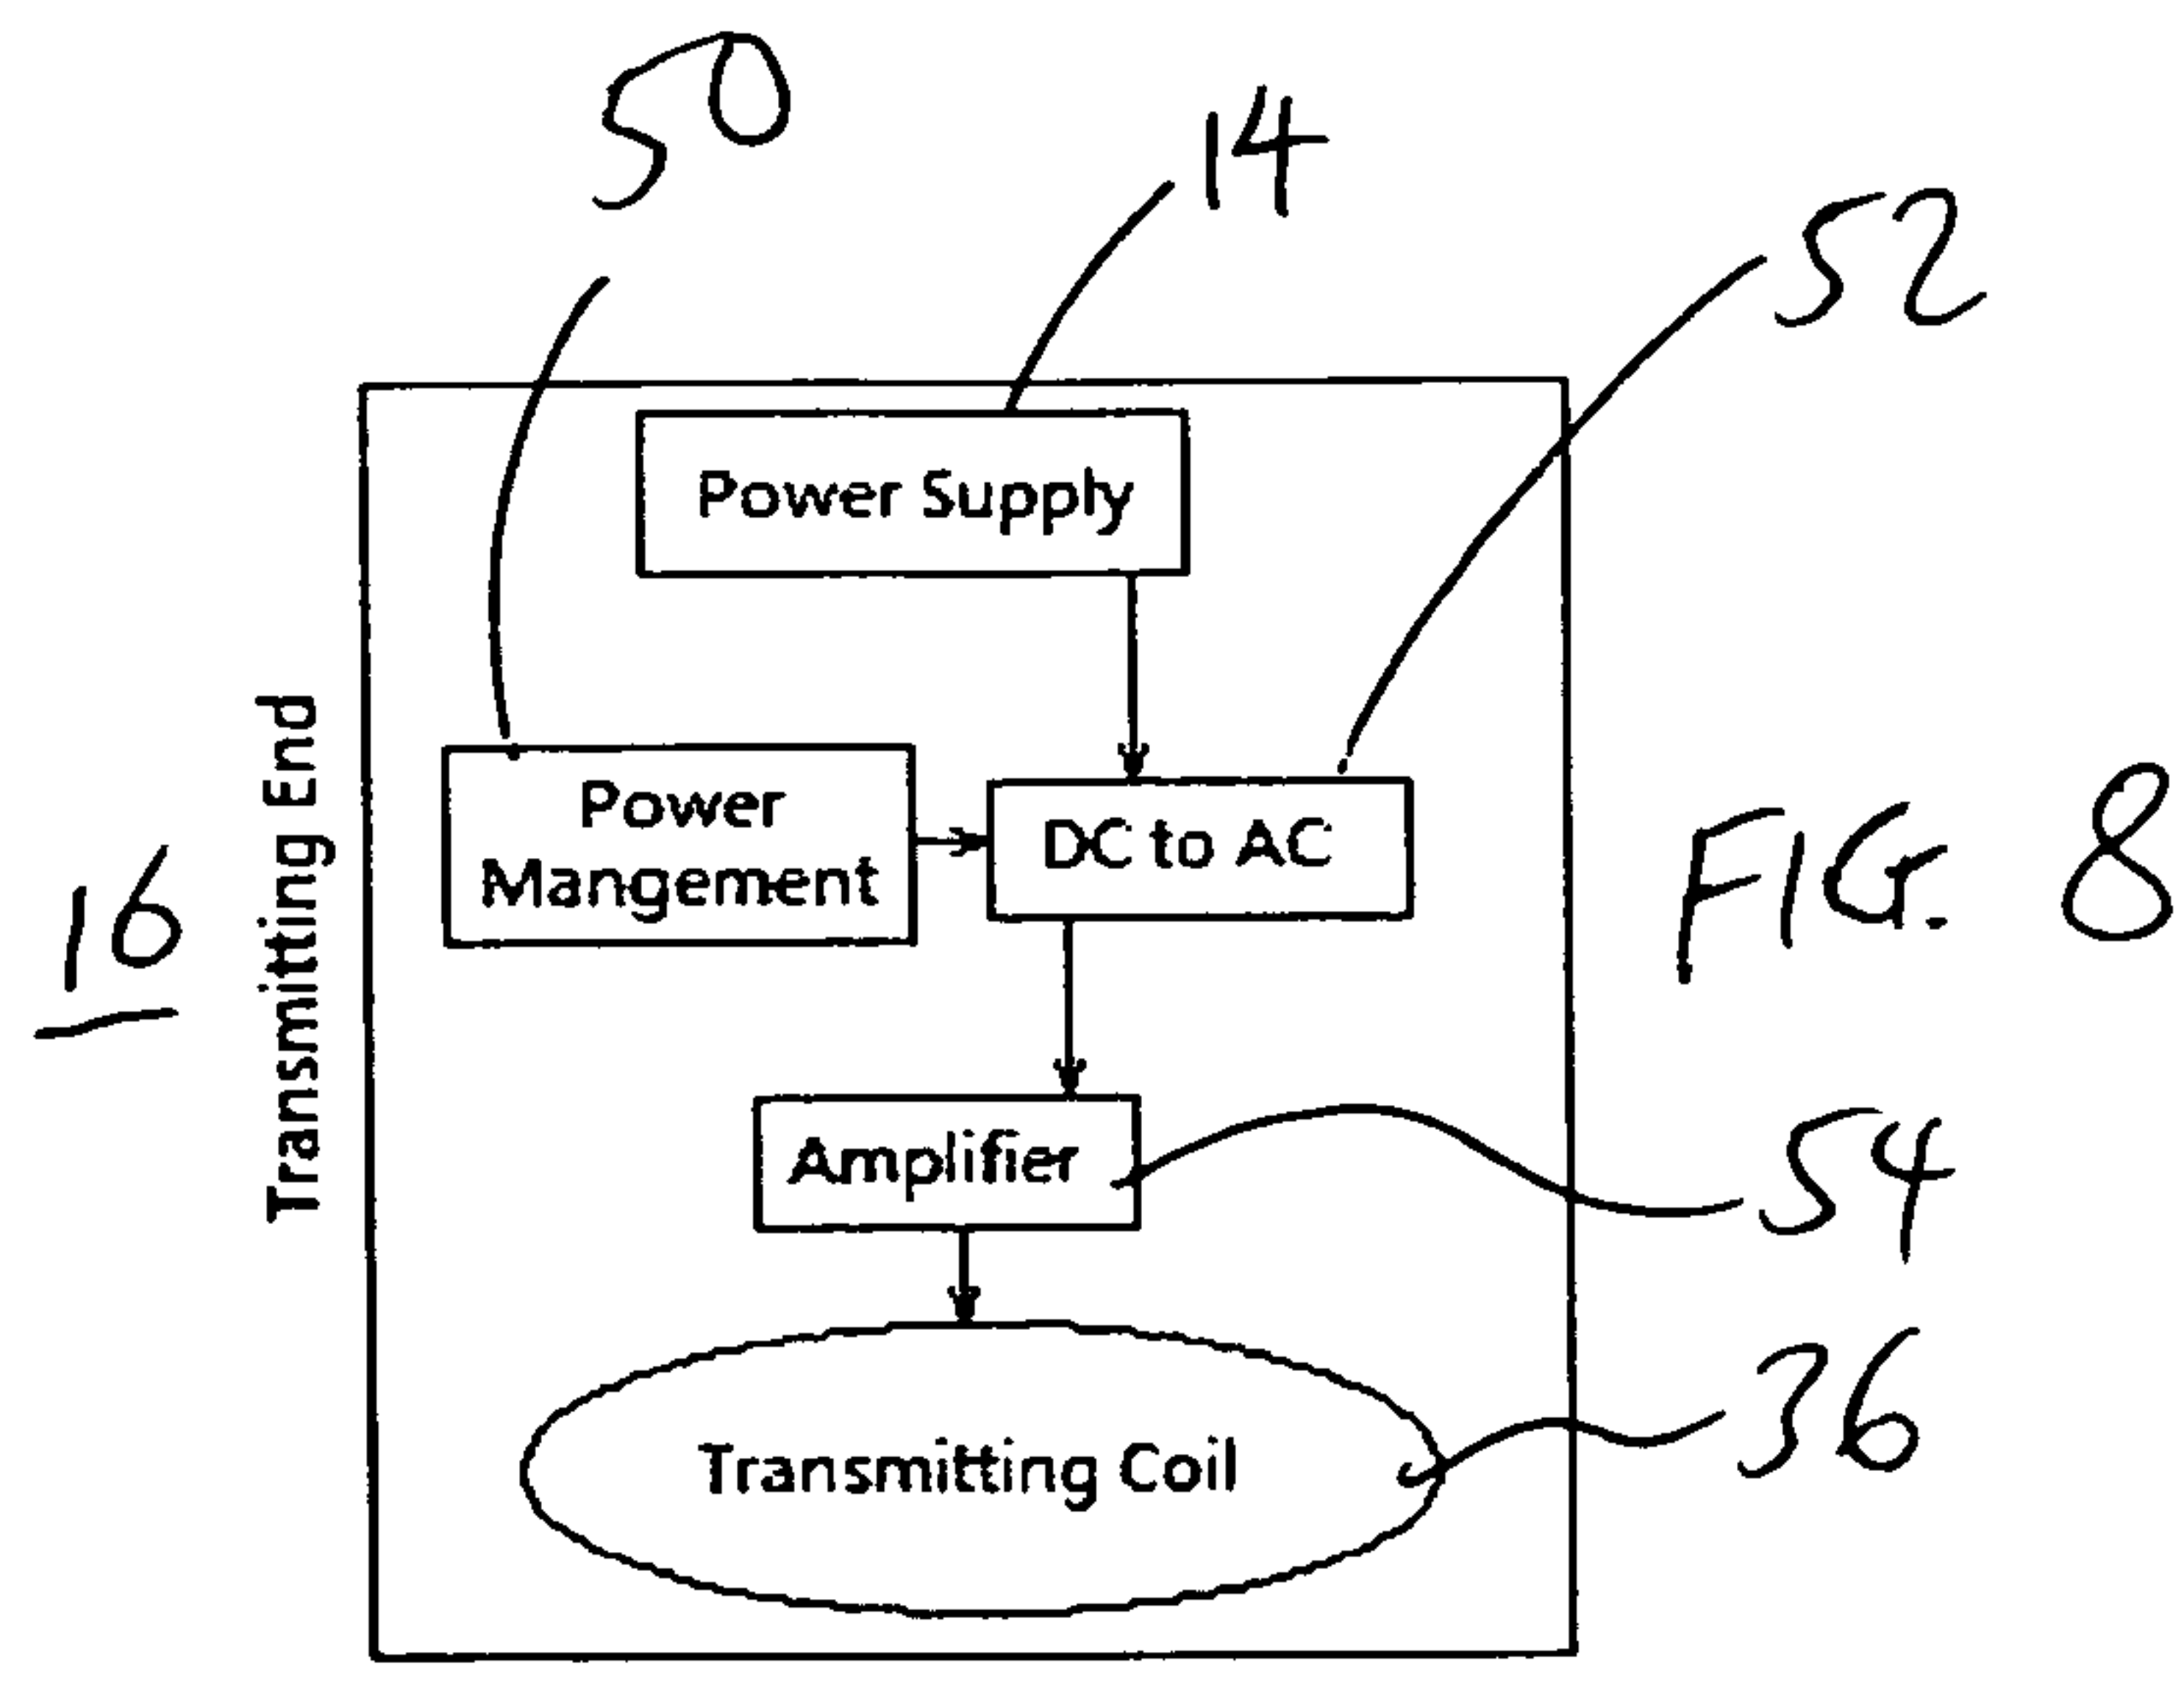 50
14
52
Power Supply
Power
Mangement
DC to AC
FIG. 8
16
Transmitting End
Amplifier
54
Transmitting Coil
36